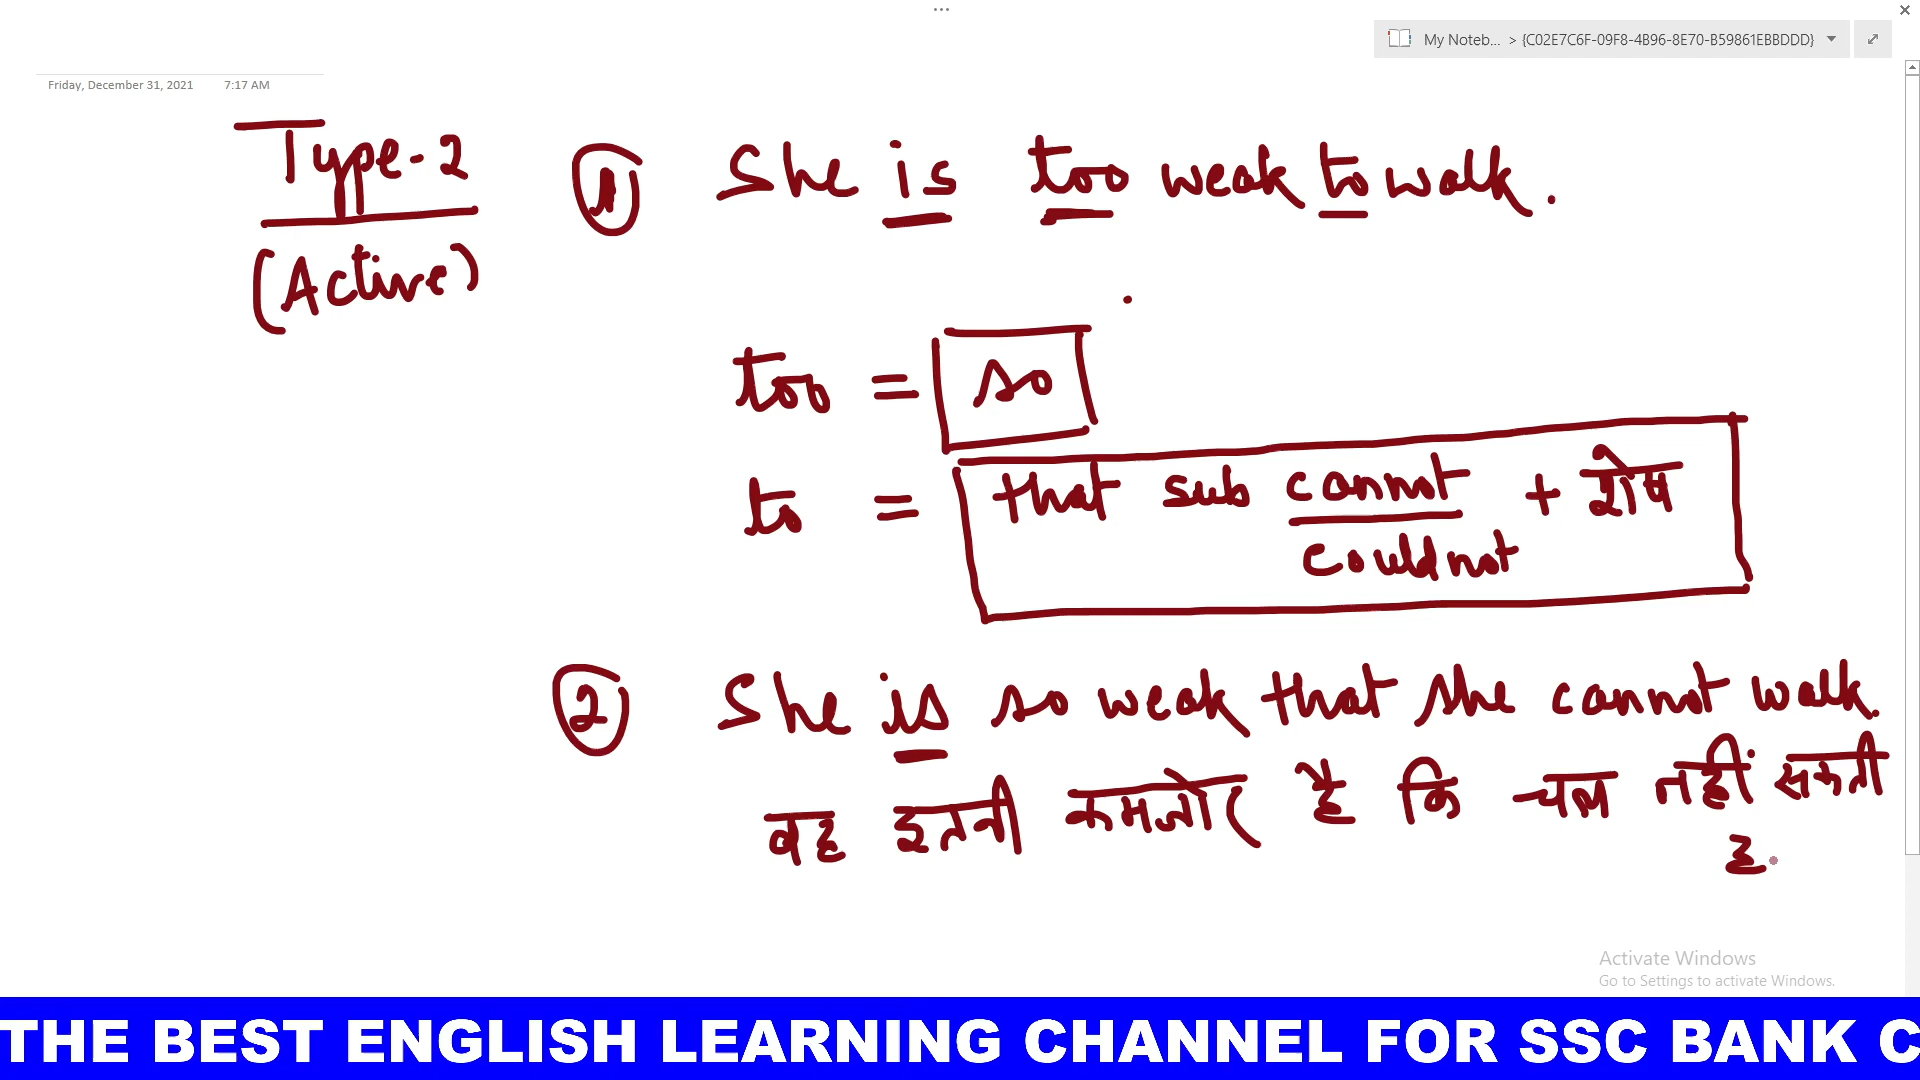 My Noteb... > {C02E7C6F-09F8-4B96-8E70-B59861EBBDDD}
Friday, December 31, 2021 7:17 AM
Type-2
(Active)
1 She is too weak to walk.
too = so
to = that sub cannot + शेष
could not
2 She is so weak that she cannot walk.
वह इतनी कमजोर है कि चल नहीं सकती
ह
Activate Windows
Go to Settings to activate Windows.
THE BEST ENGLISH LEARNING CHANNEL FOR SSC BANK C